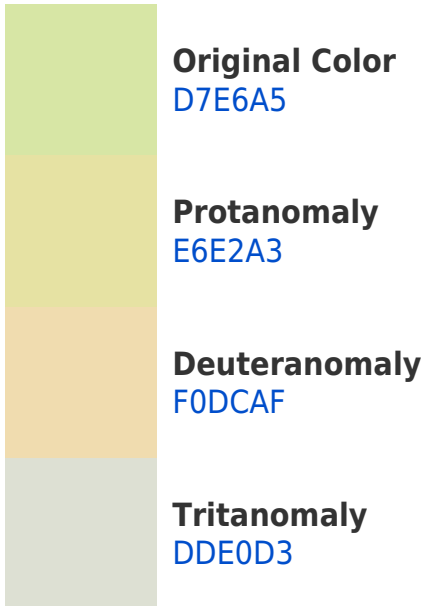 Original Color
D7E6A5
Protanomaly
E6E2A3
Deuteranomaly
F0DCAF
Tritanomaly
DDE0D3